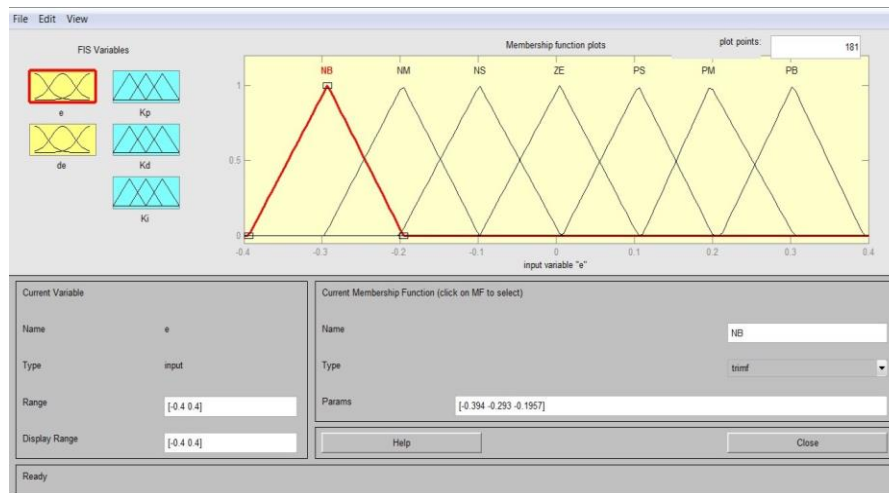 File Edit View
FIS Variables
Membership function plots
plot points:
181
NB NM NS ZE PS PM PB
1
e
Kp
0.5
de
Kd
Ki
0
-0.4 -0.3 -0.2 -0.1 0 0.1 0.2 0.3 0.4
input variable "e"
Current Variable
Current Membership Function (click on MF to select)
Name e
Name NB
Type input
Type trimf
Range [-0.4 0.4]
Params [-0.394 -0.293 -0.1957]
Display Range [-0.4 0.4]
Help
Close
Ready